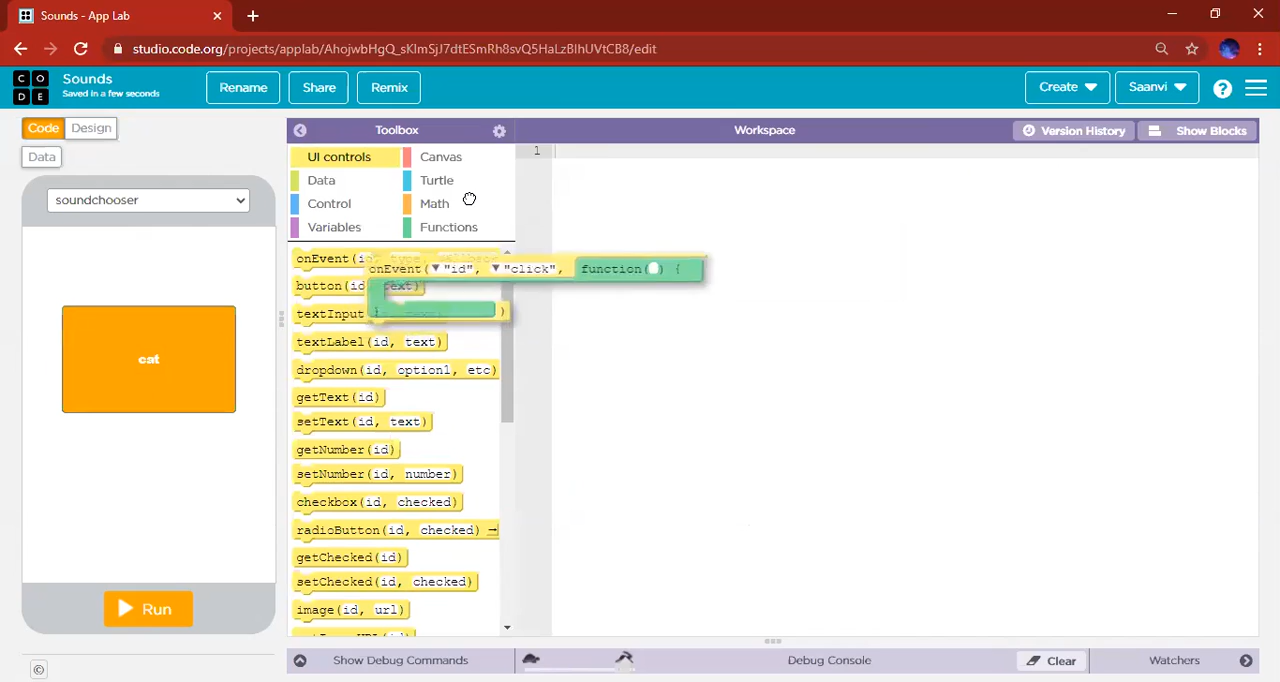 Sounds - App Lab
studio.code.org/projects/applab/AhojwbHgQ_sKlmSjJ7dtESmRh8svQ5HaLzBlhUVtCB8/edit
C O D E
Sounds
Saved in a few seconds
Rename
Share
Remix
Create
Saanvi
?
Code
Design
Data
Toolbox
Workspace
Version History
Show Blocks
soundchooser
cat
Run
UI controls
Canvas
Data
Turtle
Control
Math
Variables
Functions
1
onEvent(id, type, callback
onEvent( "id", "click", function( ) {
button(id, text)
textInput
} )
textLabel(id, text)
dropdown(id, option1, etc)
getText(id)
setText(id, text)
getNumber(id)
setNumber(id, number)
checkbox(id, checked)
radioButton(id, checked)
getChecked(id)
setChecked(id, checked)
image(id, url)
©
Show Debug Commands
Debug Console
Clear
Watchers